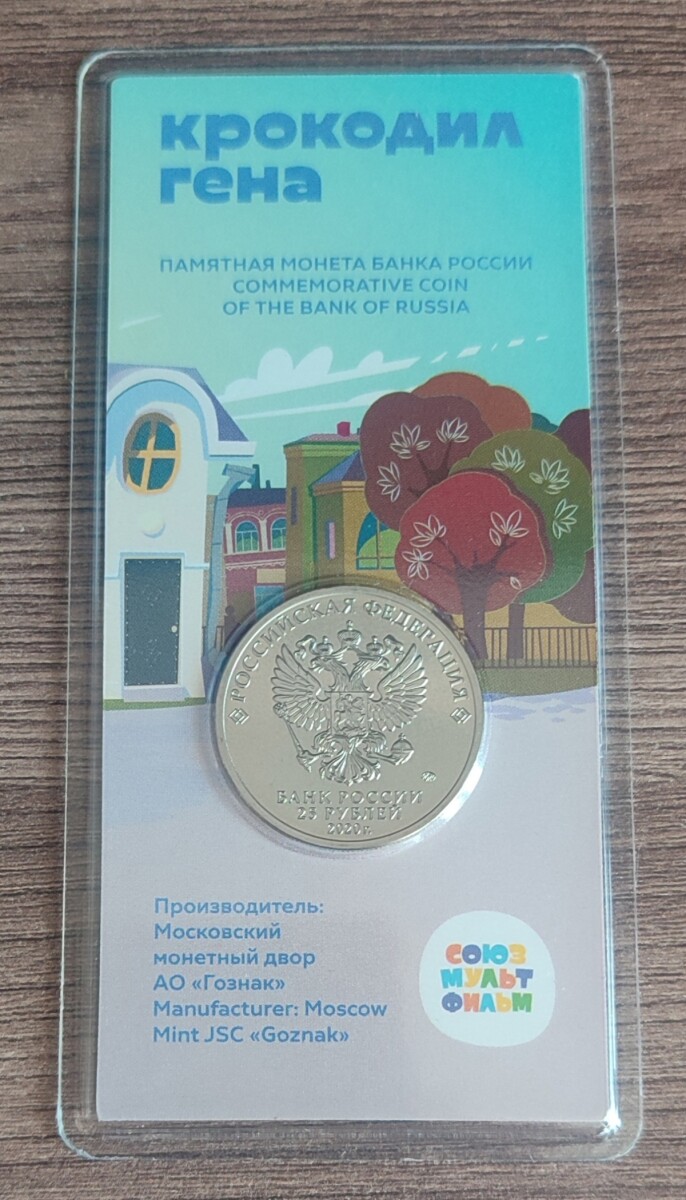 крокодил
гена
ПАМЯТНАЯ МОНЕТА БАНКА РОССИИ
COMMEMORATIVE COIN
OF THE BANK OF RUSSIA
РОССИЙСКАЯ ФЕДЕРАЦИЯ
БАНК РОССИИ
25 РУБЛЕЙ
2020 г.
Производитель:
Московский
монетный двор
АО «Гознак»
Manufacturer: Moscow
Mint JSC «Goznak»
СОЮЗ
МУЛЬТ
ФИЛЬМ